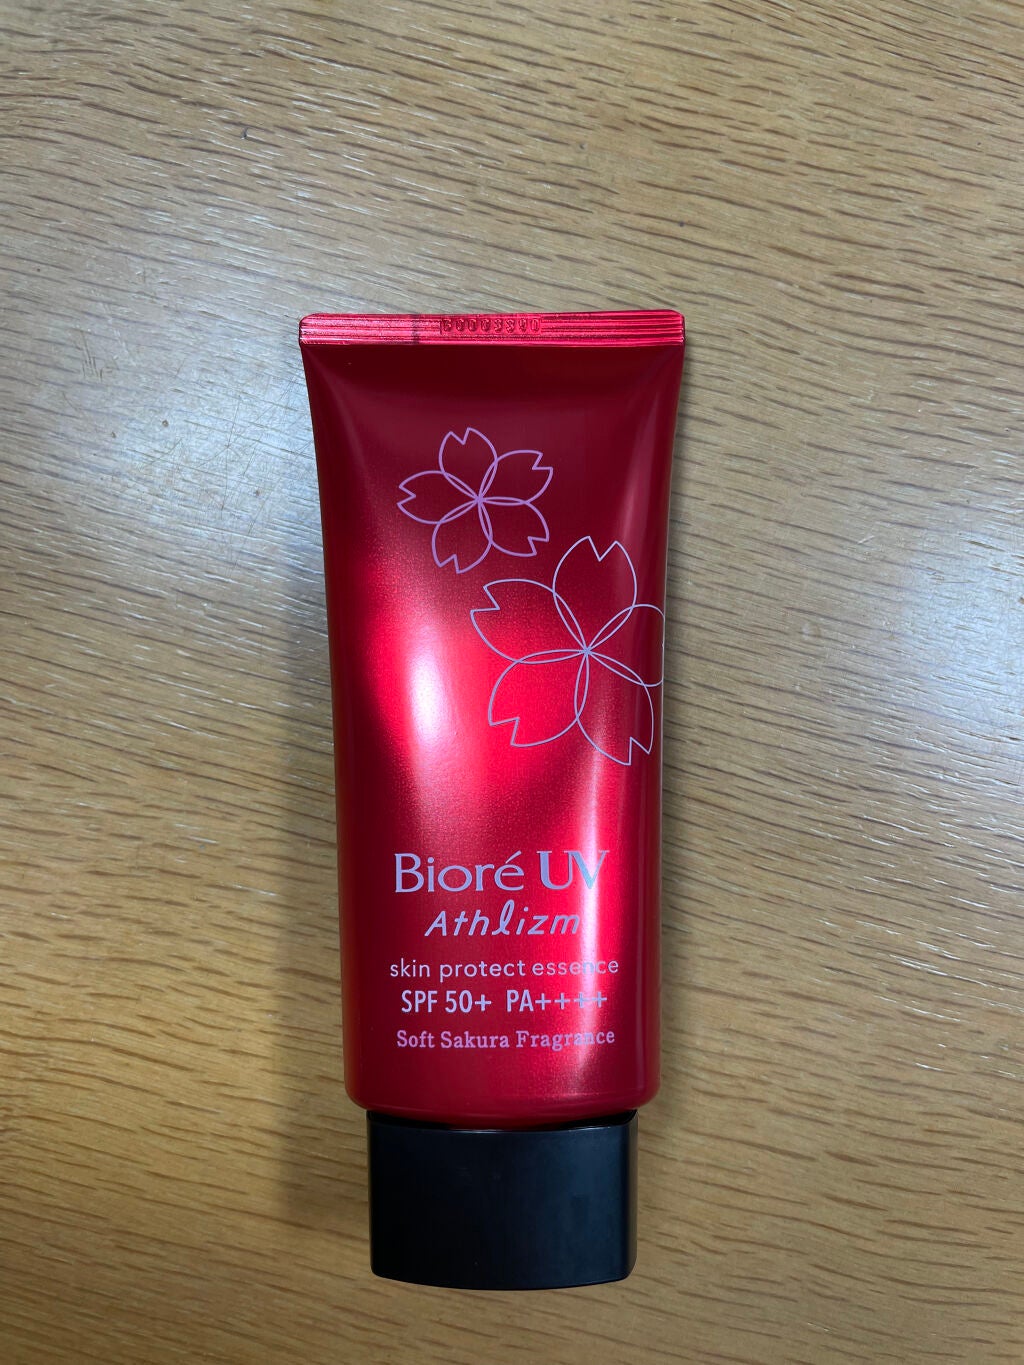 Bioré UV
Athlizm
skin protect essence
SPF 50+ PA++++
Soft Sakura Fragrance